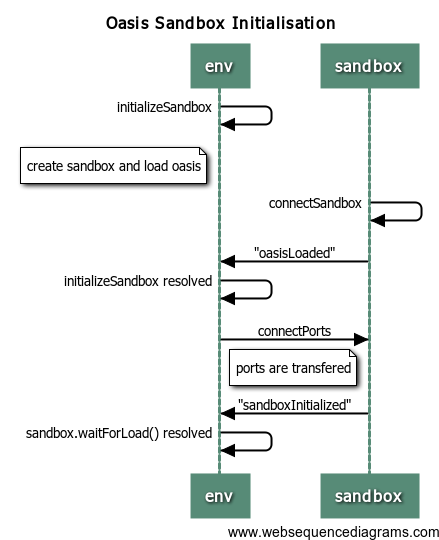 Oasis Sandbox Initialisation
env
sandbox
initializeSandbox
create sandbox and load oasis
connectSandbox
"oasisLoaded"
initializeSandbox resolved
connectPorts
ports are transfered
"sandboxInitialized"
sandbox.waitForLoad() resolved
env
sandbox
www.websequencediagrams.com